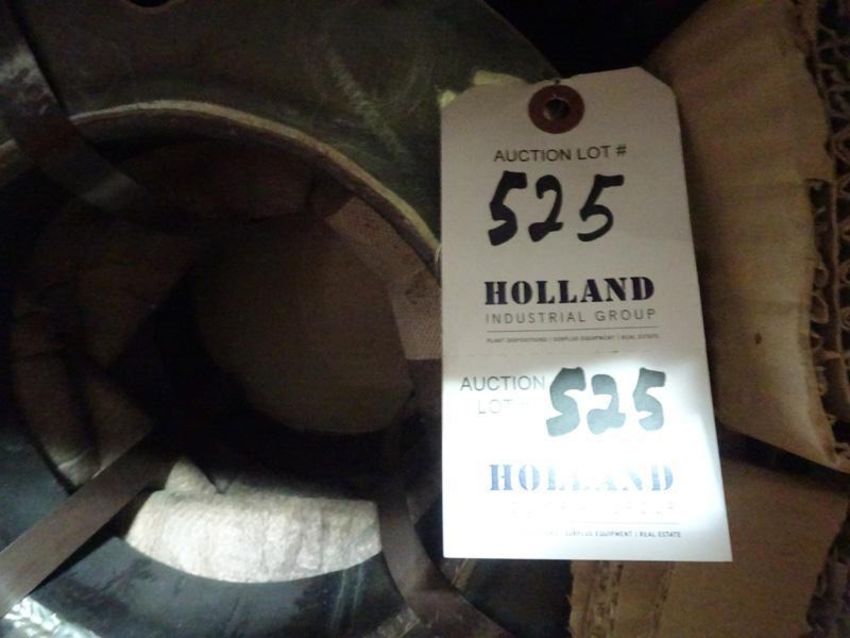 AUCTION LOT #
525
HOLLAND
INDUSTRIAL GROUP
PLANT DISPOSITIONS | SURPLUS EQUIPMENT | REAL ESTATE
AUCTION
LOT 525
HOLLAND
SURPLUS EQUIPMENT | REAL ESTATE